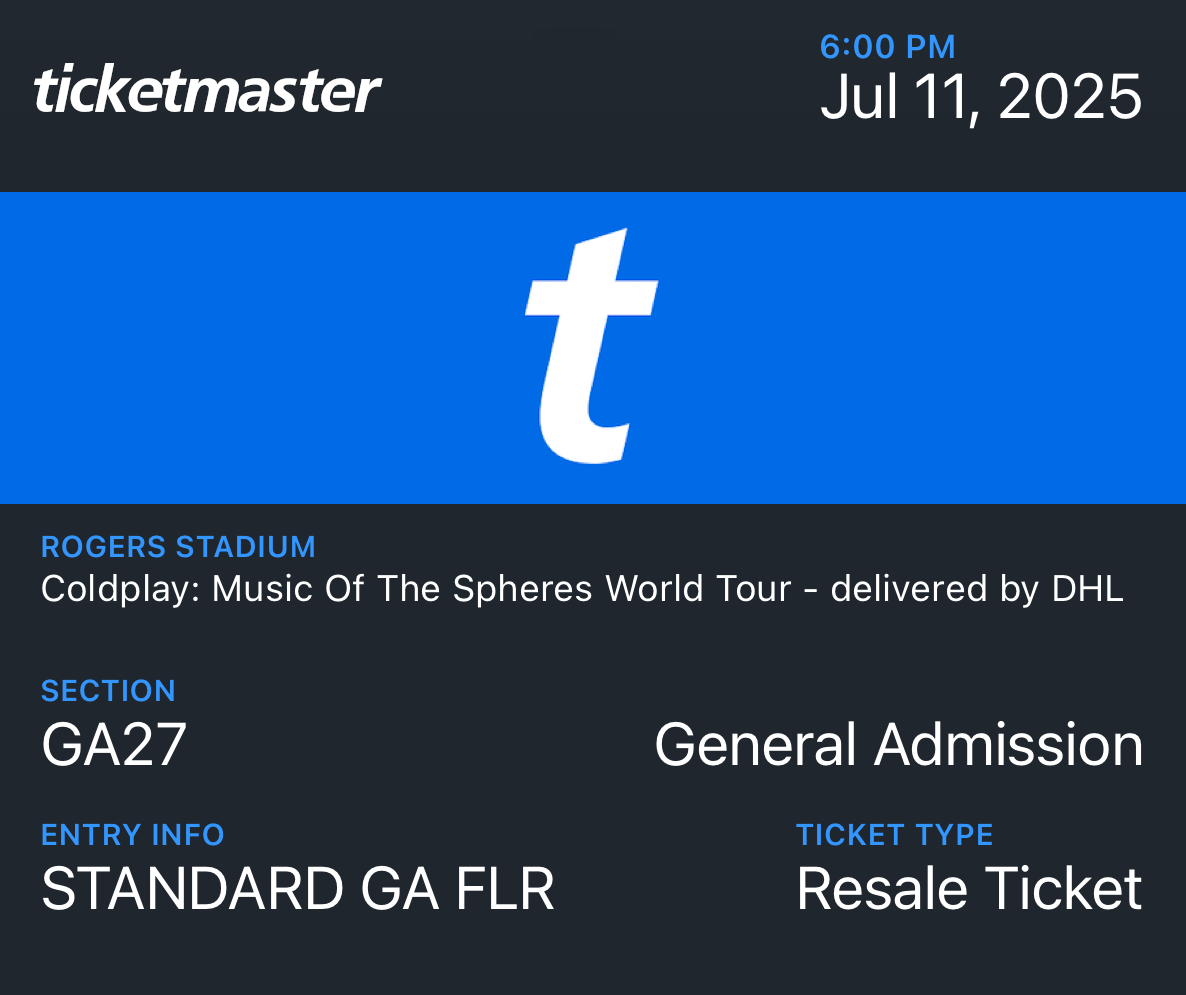 ticketmaster
6:00 PM
Jul 11, 2025
t
ROGERS STADIUM
Coldplay: Music Of The Spheres World Tour - delivered by DHL
SECTION
GA27
General Admission
ENTRY INFO
STANDARD GA FLR
TICKET TYPE
Resale Ticket